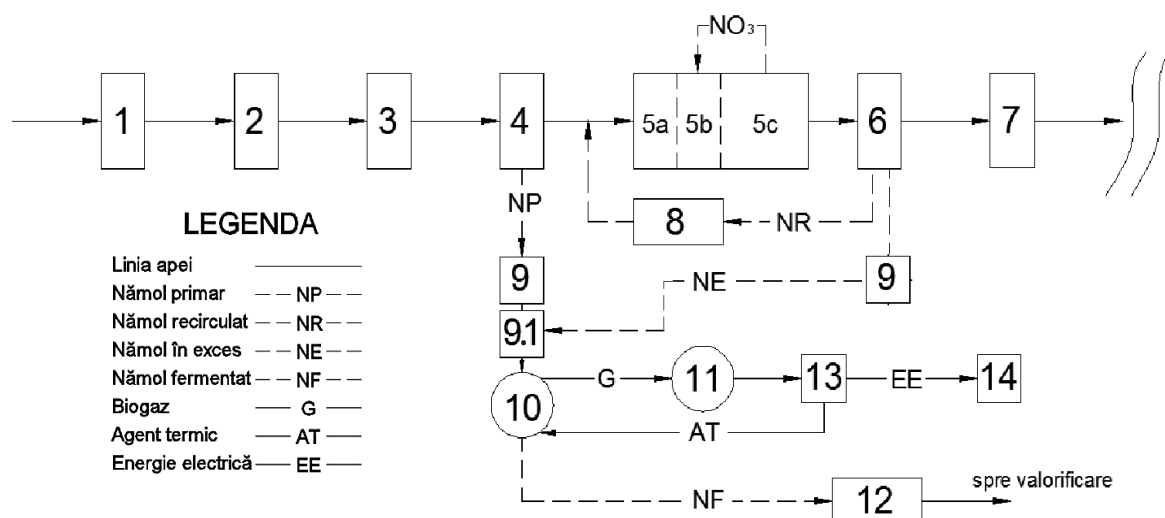 NO₃
1 2 3 4 5a 5b 5c 6 7
NP
8
NR
LEGENDA
Linia apei
Nămol primar NP
Nămol recirculat NR
Nămol în exces NE
Nămol fermentat NF
Biogaz G
Agent termic AT
Energie electrică EE
9
NE
9
9.1
10
G
11
13
EE
14
AT
NF
12
spre valorificare